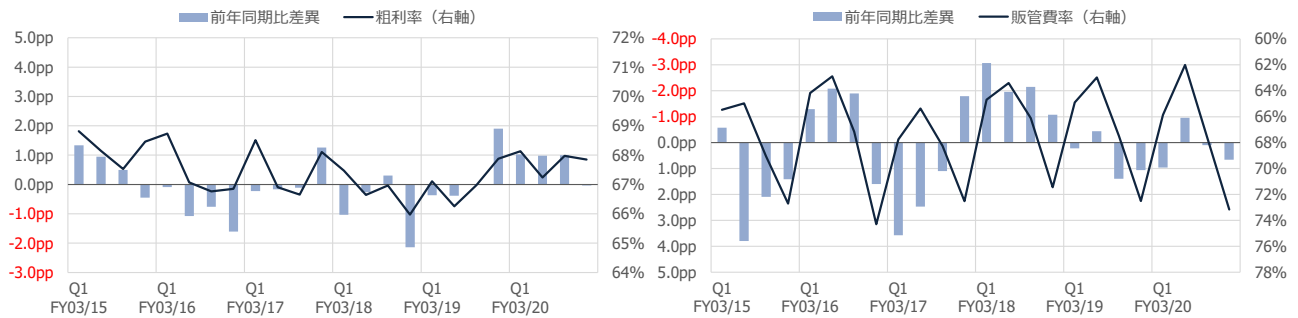 前年同期比差異 粗利率（右軸）
5.0pp 72%
4.0pp 71%
3.0pp 70%
2.0pp 69%
1.0pp 68%
0.0pp 67%
-1.0pp 66%
-2.0pp 65%
-3.0pp 64%
Q1 Q1 Q1 Q1 Q1 Q1
FY03/15 FY03/16 FY03/17 FY03/18 FY03/19 FY03/20
前年同期比差異 販管費率（右軸）
-4.0pp 60%
-3.0pp 62%
-2.0pp 64%
-1.0pp 66%
0.0pp 68%
1.0pp 70%
2.0pp 72%
3.0pp 74%
4.0pp 76%
5.0pp 78%
Q1 Q1 Q1 Q1 Q1 Q1
FY03/15 FY03/16 FY03/17 FY03/18 FY03/19 FY03/20